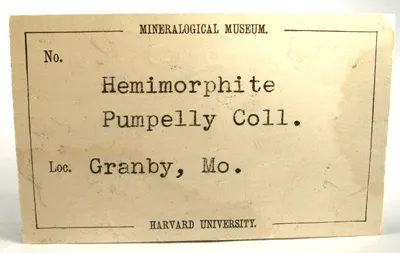 MINERALOGICAL MUSEUM.
No.
Hemimorphite
Pumpelly Coll.
Loc. Granby, Mo.
HARVARD UNIVERSITY.